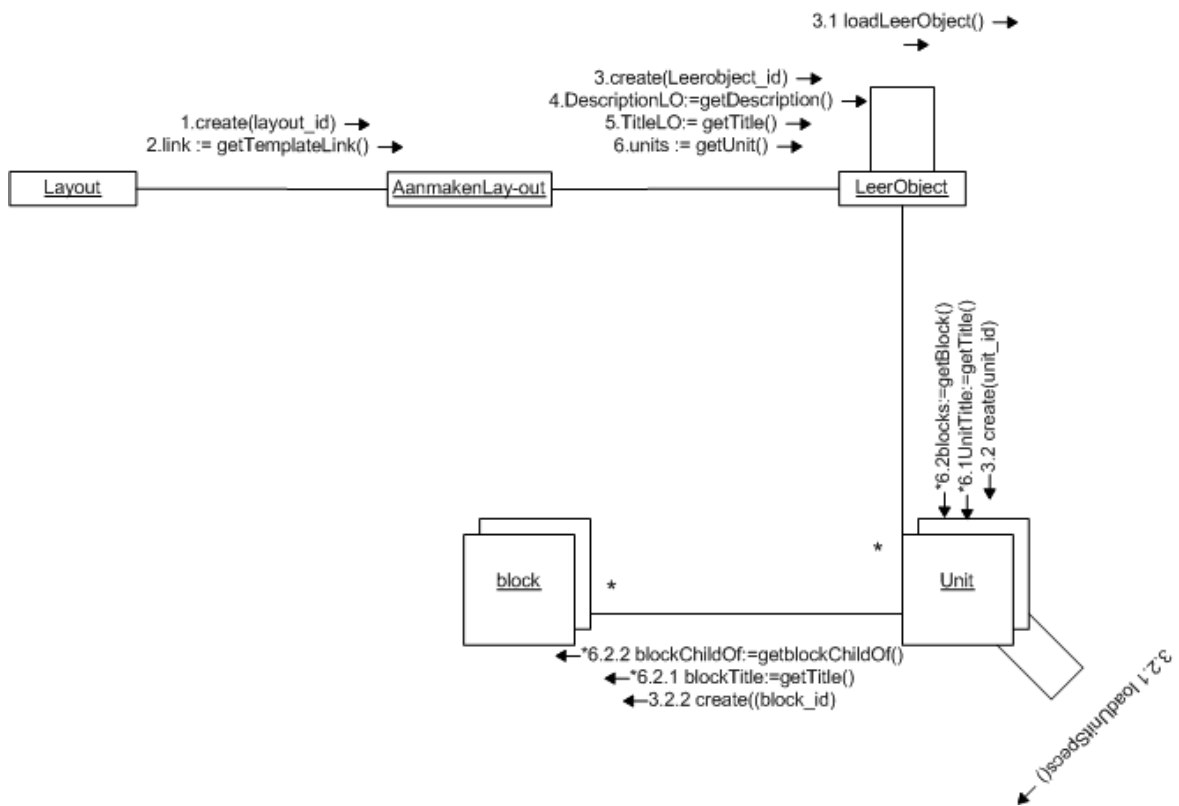 3.1 loadLeerObject()
3.create(Leerobject_id)
4.DescriptionLO:=getDescription()
5.TitleLO:= getTitle()
6.units := getUnit()
1.create(layout_id)
2.link := getTemplateLink()
Layout
AanmakenLay-out
LeerObject
*6.2blocks:=getBlock()
*6.1UnitTitle:=getTitle()
3.2 create(unit_id)
*
block
*
Unit
*6.2.2 blockChildOf:=getblockChildOf()
*6.2.1 blockTitle:=getTitle()
3.2.2 create((block_id)
3.2.1 loadUnitSpecs()